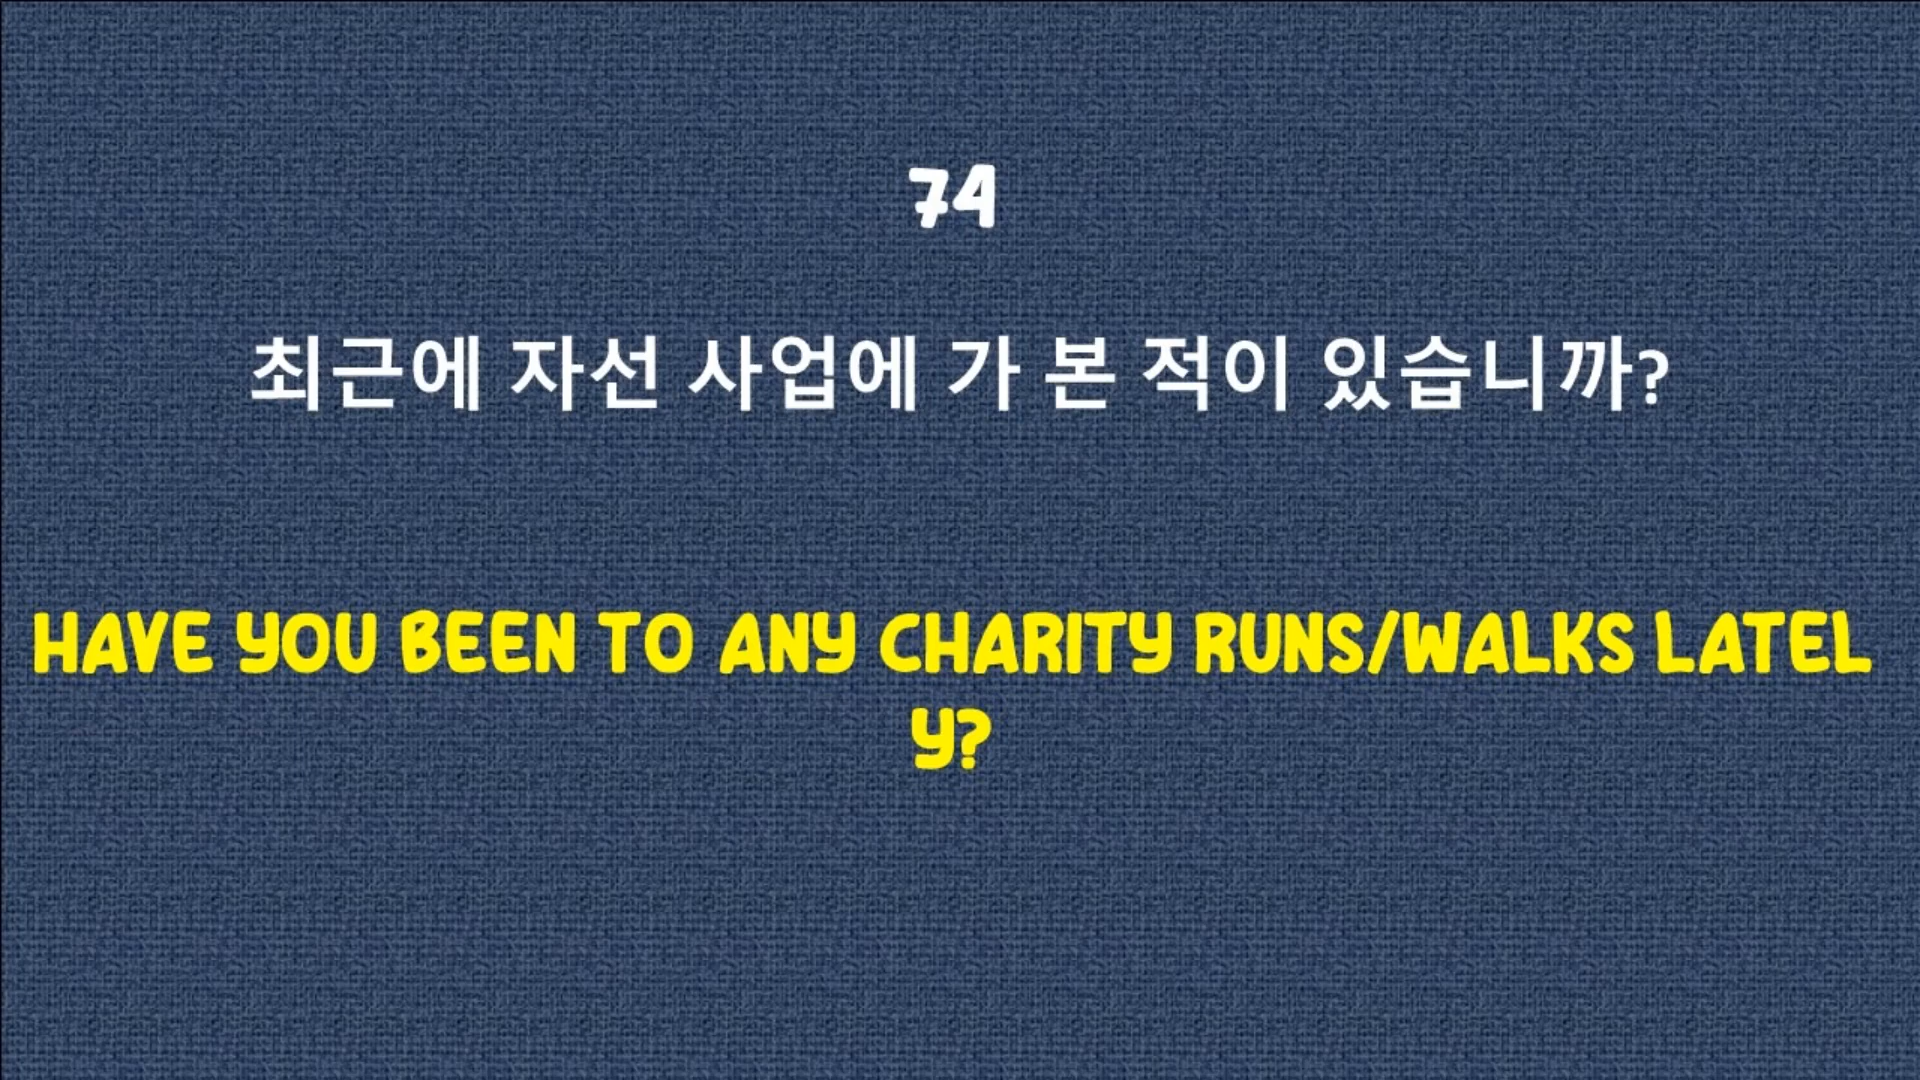 74
최근에 자선 사업에 가 본 적이 있습니까?
HAVE YOU BEEN TO ANY CHARITY RUNS/WALKS LATEL
Y?